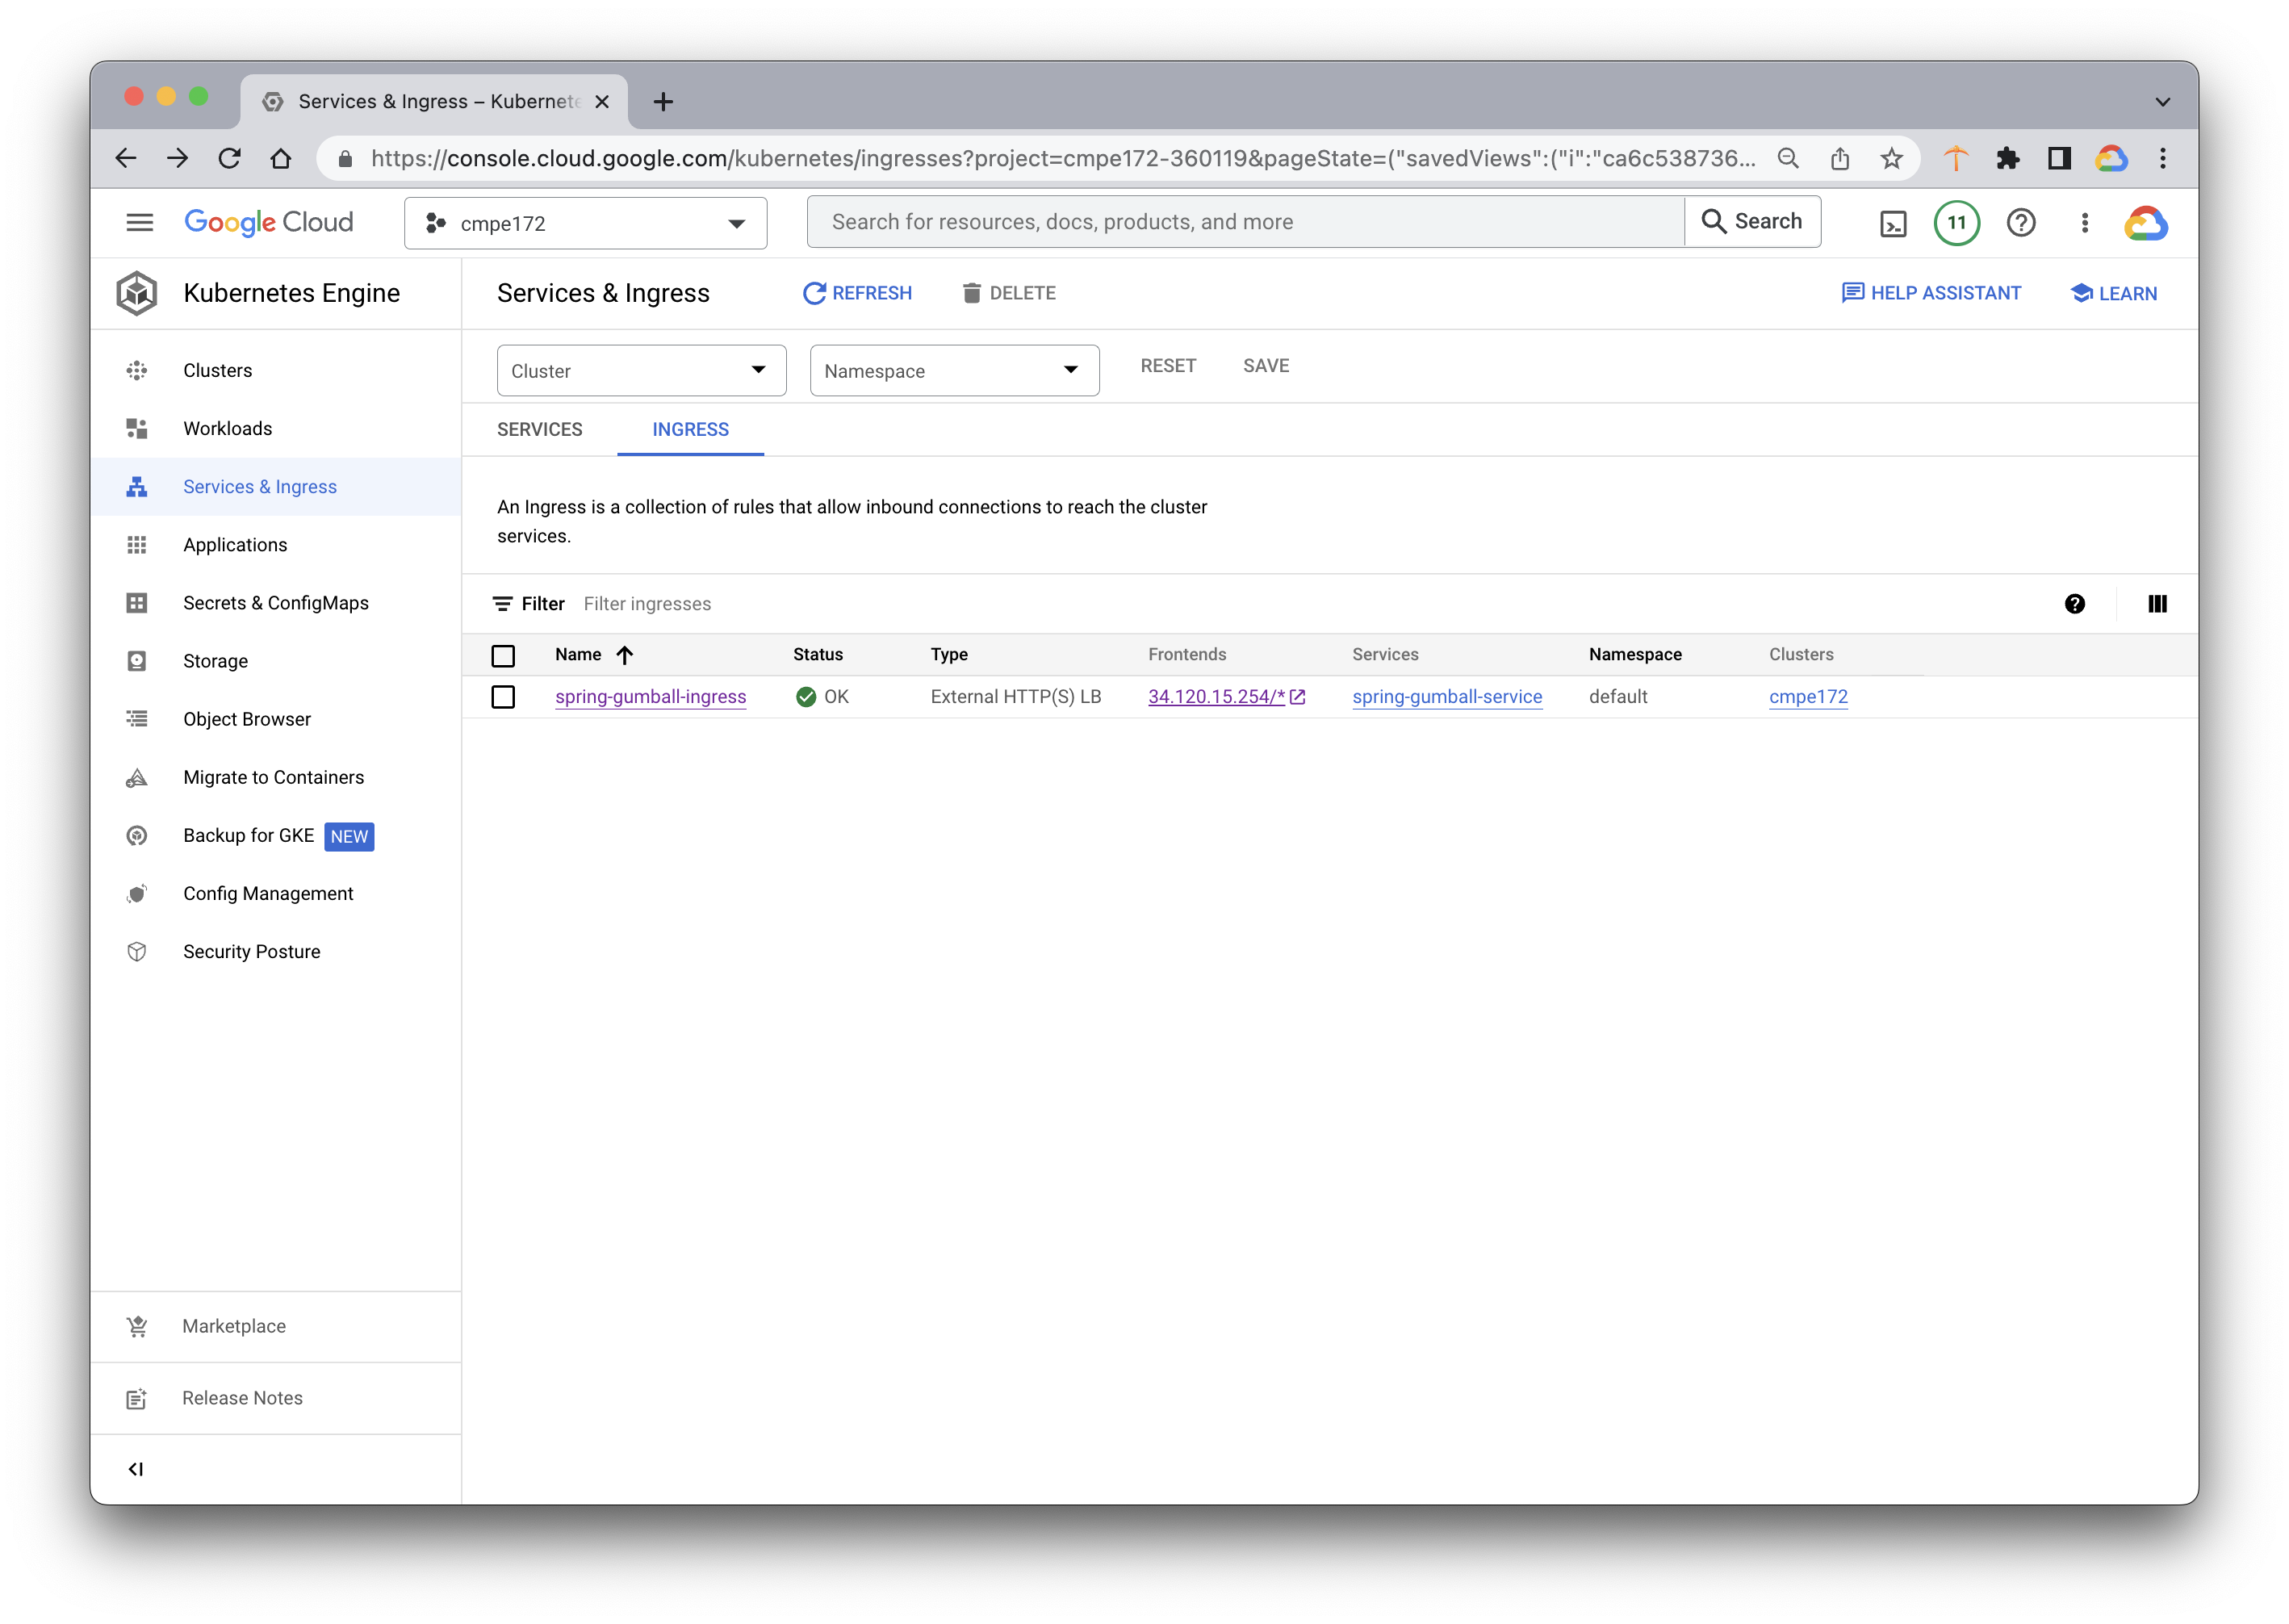 Services & Ingress – Kubernete
https://console.cloud.google.com/kubernetes/ingresses?project=cmpe172-360119&pageState=("savedViews":("i":"ca6c538736...
Google Cloud
cmpe172
Search for resources, docs, products, and more
Search
11
Kubernetes Engine
Services & Ingress
REFRESH
DELETE
HELP ASSISTANT
LEARN
Clusters
Workloads
Services & Ingress
Applications
Secrets & ConfigMaps
Storage
Object Browser
Migrate to Containers
Backup for GKE NEW
Config Management
Security Posture
Marketplace
Release Notes
Cluster
Namespace
RESET
SAVE
SERVICES
INGRESS
An Ingress is a collection of rules that allow inbound connections to reach the cluster
services.
Filter Filter ingresses
Name Status Type Frontends Services Namespace Clusters
spring-gumball-ingress OK External HTTP(S) LB 34.120.15.254/* spring-gumball-service default cmpe172